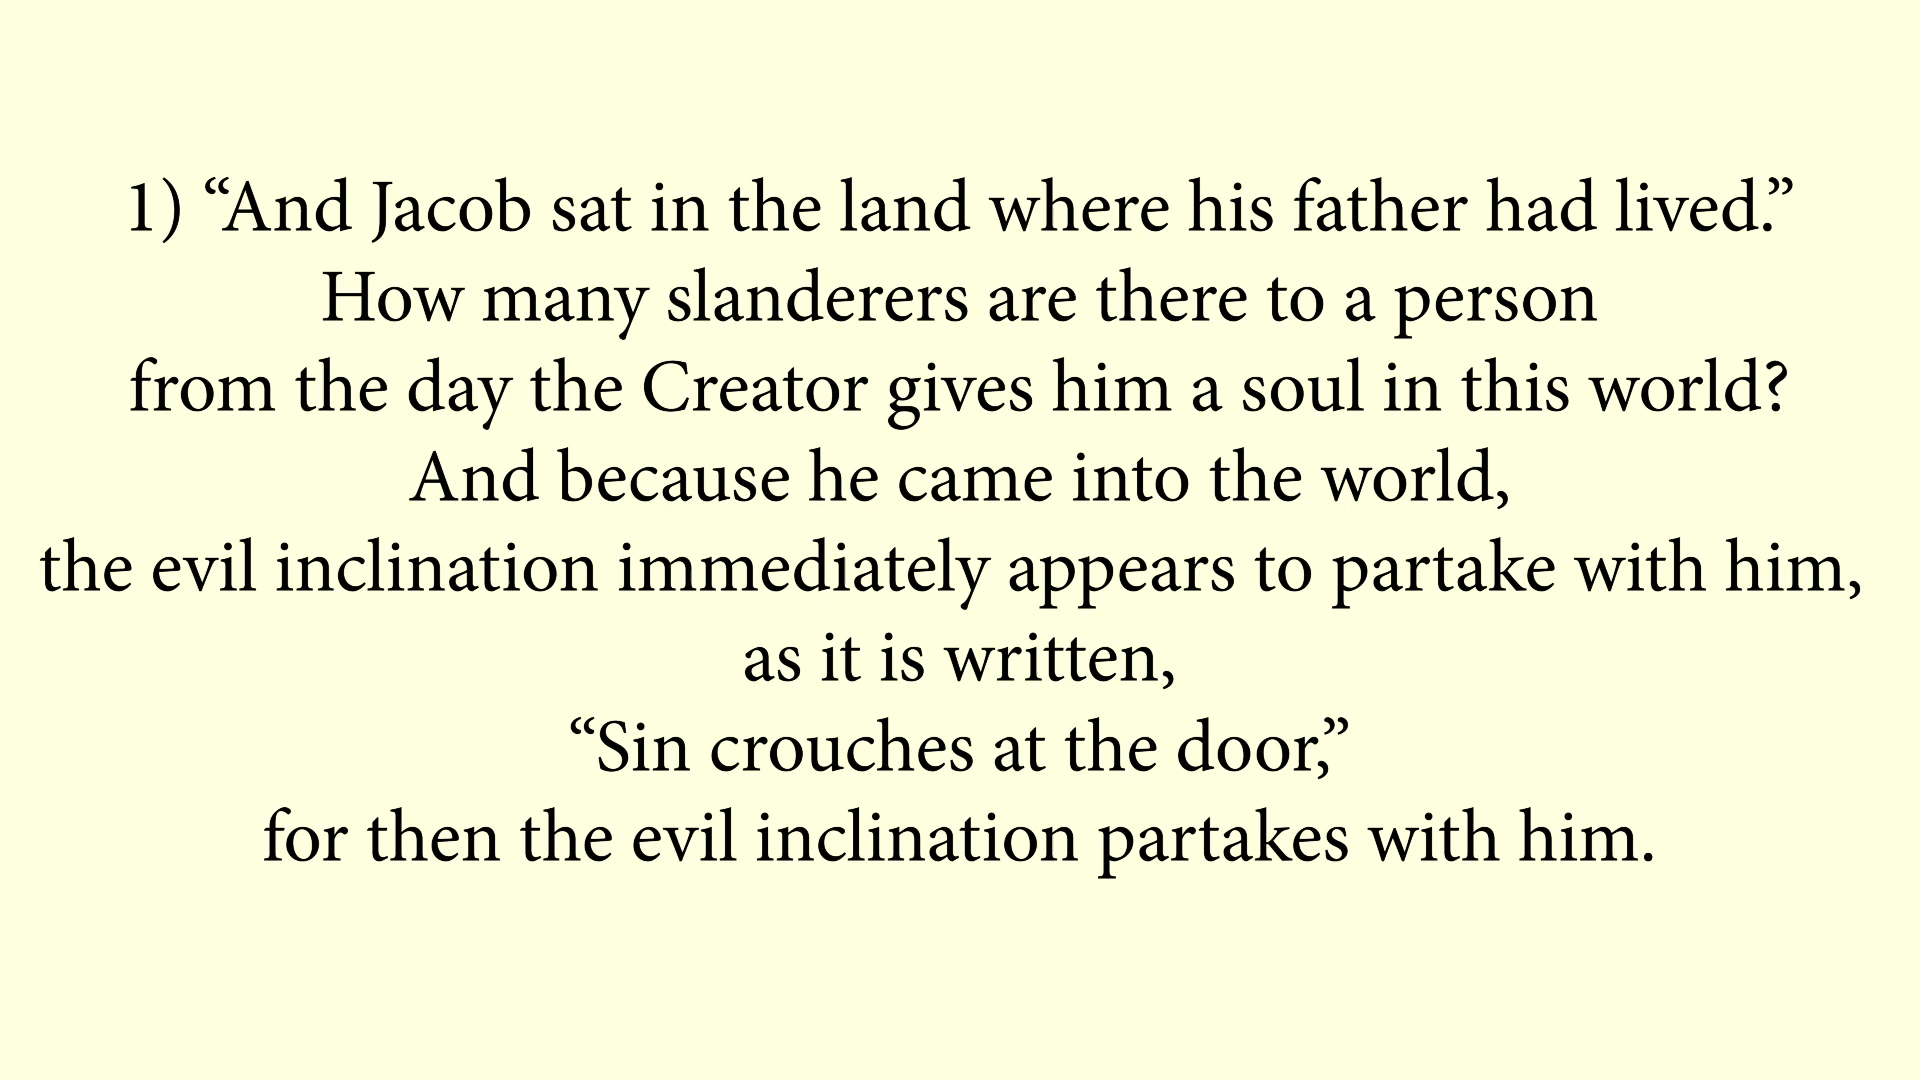 1) “And Jacob sat in the land where his father had lived.”
How many slanderers are there to a person
from the day the Creator gives him a soul in this world?
And because he came into the world,
the evil inclination immediately appears to partake with him,
as it is written,
“Sin crouches at the door,”
for then the evil inclination partakes with him.